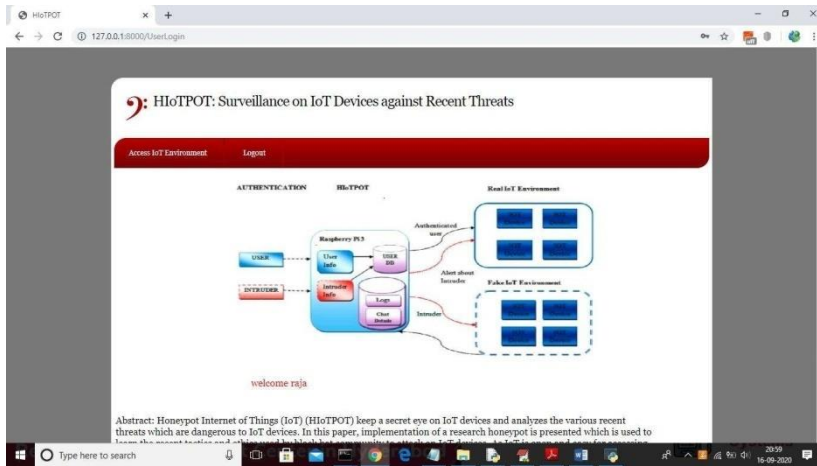 HIoTPOT
127.0.0.1:8000/UserLogin
HIoTPOT: Surveillance on IoT Devices against Recent Threats
Access IoT Environment
Logout
AUTHENTICATION
HIoTPOT
Real IoT Environment
Raspberry Pi 3
USER
INTRUDER
User
Info
Intruder
Info
USER
DB
Logs
Chat
Details
Authenticated
user
Alert about
Intruder
Intruder
Fake IoT Environment
welcome raja
Abstract: Honeypot Internet of Things (IoT) (HIoTPOT) keep a secret eye on IoT devices and analyzes the various recent
threats which are dangerous to IoT devices. In this paper, implementation of a research honeypot is presented which is used to
Type here to search
20:59
16-09-2020